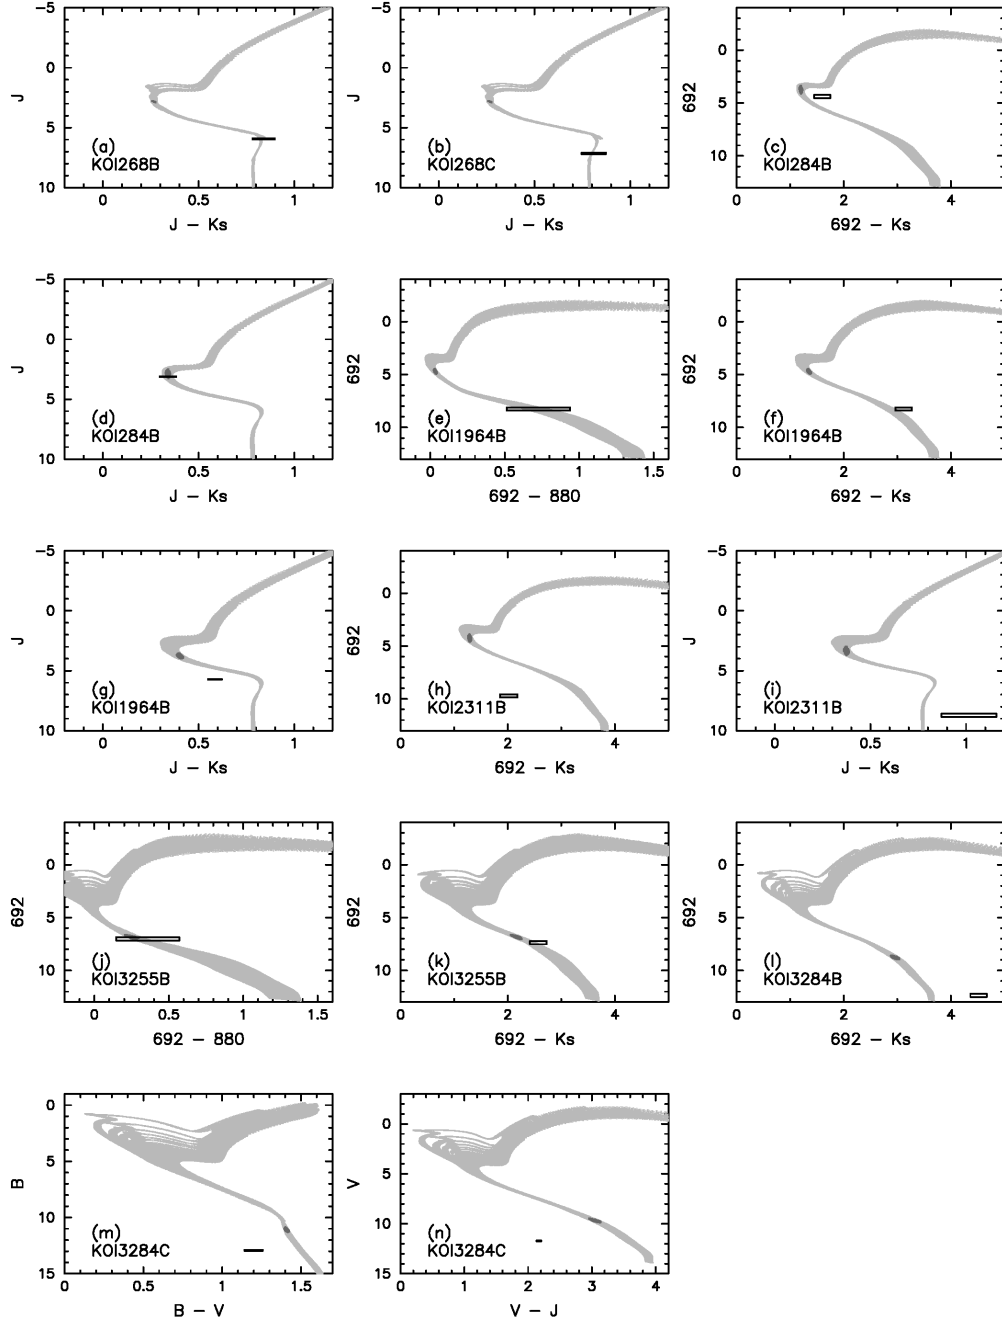 −5
0
5
10
J
(a)
KOI268B
0
0.5
1
J − Ks
−5
0
5
10
J
(b)
KOI268C
0
0.5
1
J − Ks
0
5
10
692
(c)
KOI284B
0
2
4
692 − Ks
−5
0
5
10
J
(d)
KOI284B
0
0.5
1
J − Ks
0
5
10
692
(e)
KOI1964B
0
0.5
1
1.5
692 − 880
0
5
10
692
(f)
KOI1964B
0
2
4
692 − Ks
−5
0
5
10
J
(g)
KOI1964B
0
0.5
1
J − Ks
0
5
10
692
(h)
KOI2311B
0
2
4
692 − Ks
−5
0
5
10
J
(i)
KOI2311B
0
0.5
1
J − Ks
0
5
10
692
(j)
KOI3255B
0
0.5
1
1.5
692 − 880
0
5
10
692
(k)
KOI3255B
0
2
4
692 − Ks
0
5
10
692
(l)
KOI3284B
0
2
4
692 − Ks
0
5
10
15
B
(m)
KOI3284C
0
0.5
1
1.5
B − V
0
5
10
15
V
(n)
KOI3284C
0
1
2
3
4
V − J